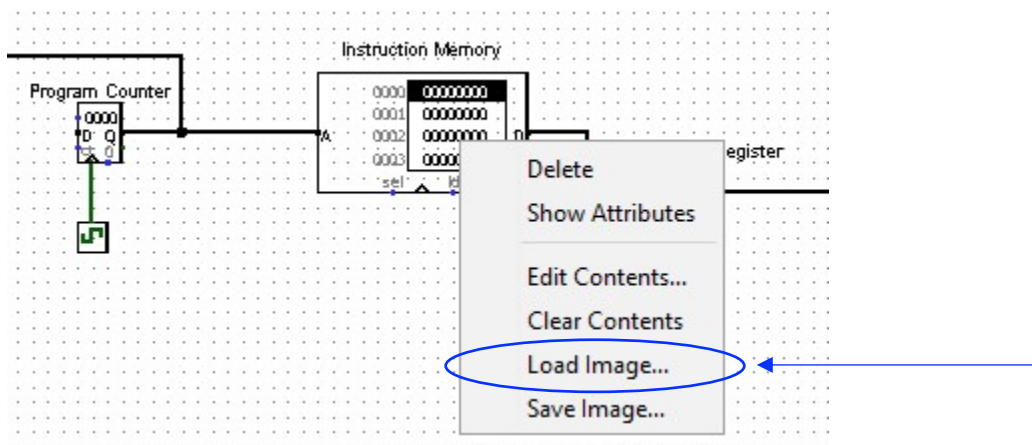 Instruction Memory
Program Counter
0000
D Q
0
A
0000 00000000
0001 00000000
0002 00000000
0003
D
sel
ld
egister
Delete
Show Attributes
Edit Contents...
Clear Contents
Load Image...
Save Image...